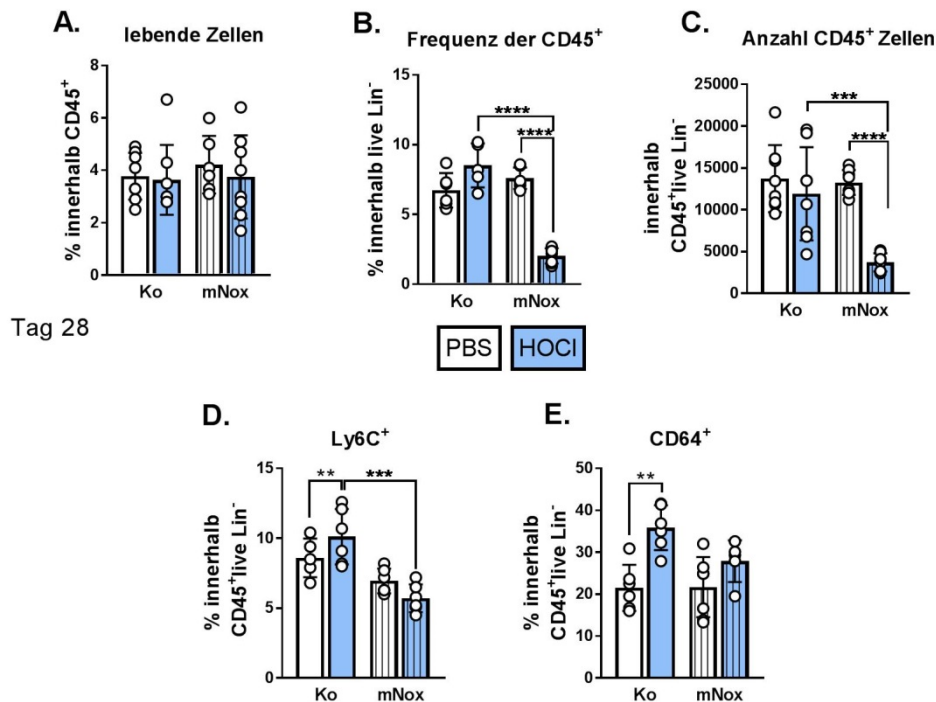 A.
lebende Zellen
% innerhalb CD45⁺
8
6
4
2
0
Ko
mNox
B.
Frequenz der CD45⁺
% innerhalb live Lin⁻
15
10
5
0
****
****
Ko
mNox
C.
Anzahl CD45⁺ Zellen
innerhalb
CD45⁺live Lin⁻
25000
20000
15000
10000
5000
0
***
****
Ko
mNox
Tag 28
PBS
HOCl
D.
Ly6C⁺
% innerhalb
CD45⁺live Lin⁻
15
10
5
0
**
***
Ko
mNox
E.
CD64⁺
% innerhalb
CD45⁺live Lin⁻
50
40
30
20
10
0
**
Ko
mNox